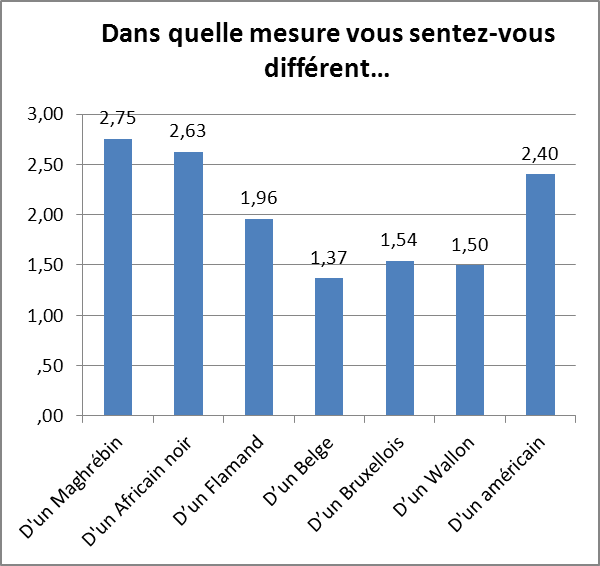 Dans quelle mesure vous sentez-vous
différent…
3,00
2,50
2,00
1,50
1,00
,50
,00
2,75
2,63
1,96
1,37
1,54
1,50
2,40
D'un Maghrébin
D'un Africain noir
D’un Flamand
D’un Belge
D’un Bruxellois
D’un Wallon
D’un américain